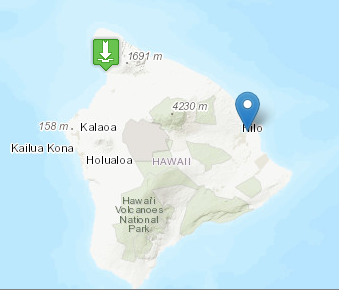 1691 m
4230 m
158 m
Kalaoa
Hilo
Kailua Kona
Holualoa
HAWAII
Hawai'i
Volcanoes
National
Park